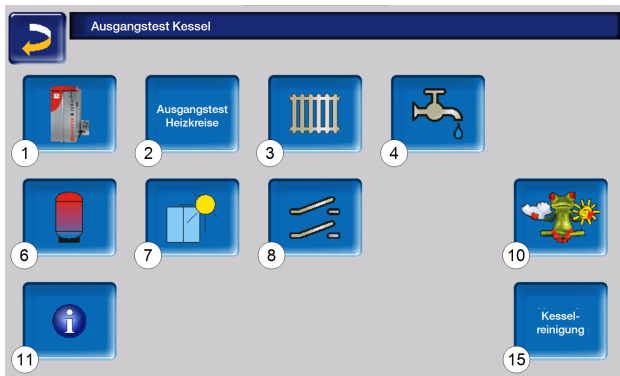 Ausgangstest Kessel
Ausgangstest
Heizkreise
1
2
3
4
6
7
8
10
i
Kessel-
reinigung
11
15